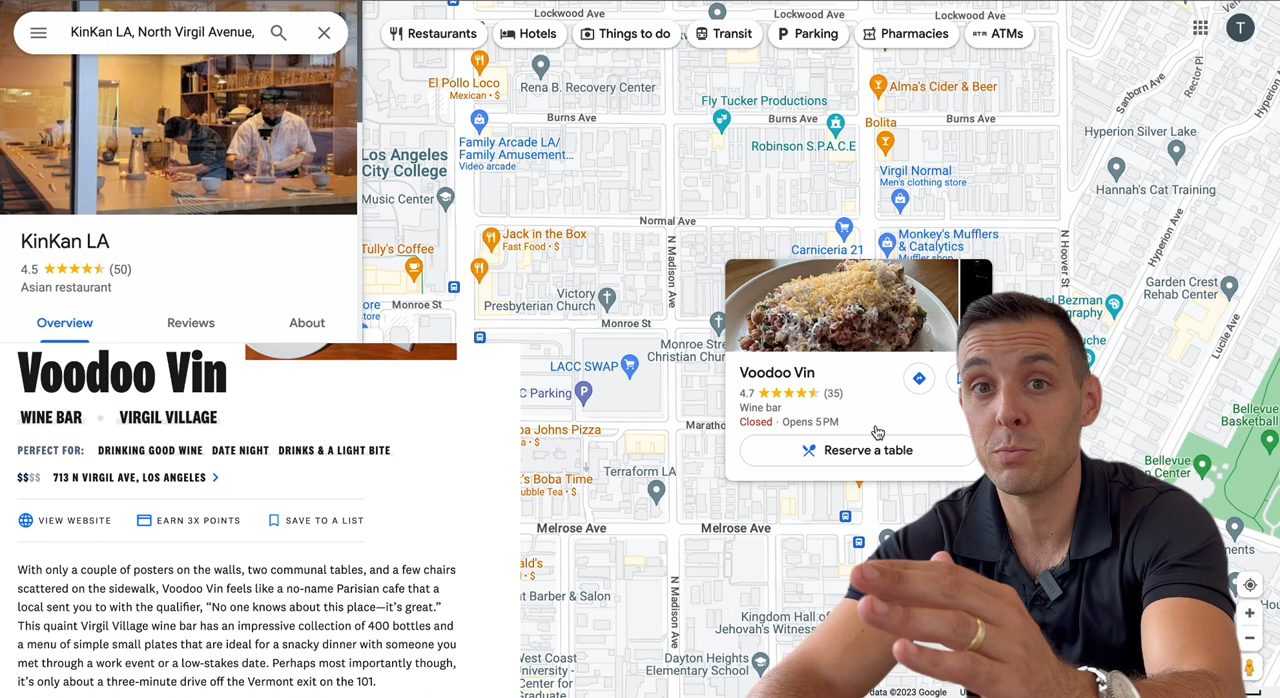 KinKan LA, North Virgil Avenue,
KinKan LA
4.5 (50)
Asian restaurant
Overview Reviews About
Voodoo Vin
WINE BAR VIRGIL VILLAGE
PERFECT FOR: DRINKING GOOD WINE DATE NIGHT DRINKS & A LIGHT BITE
$$$$ 713 N VIRGIL AVE, LOS ANGELES
VIEW WEBSITE EARN 3X POINTS SAVE TO A LIST
With only a couple of posters on the walls, two communal tables, and a few chairs
scattered on the sidewalk, Voodoo Vin feels like a no-name Parisian cafe that a
local sent you to with the qualifier, “No one knows about this place—it’s great.”
This quaint Virgil Village wine bar has an impressive collection of 400 bottles and
a menu of simple small plates that are ideal for a snacky dinner with someone you
met through a work event or a low-stakes date. Perhaps most importantly though,
it’s only about a three-minute drive off the Vermont exit on the 101.
Restaurants Hotels Things to do Transit Parking Pharmacies ATMs
T
Lockwood Ave
Lockwood Ave
Lockwood Ave
El Pollo Loco
Mexican · $
Rena B. Recovery Center
Fly Tucker Productions
Alma's Cider & Beer
Sanborn Ave
Rector Pl
Hyperion
Burns Ave
Burns Ave
Burns Ave
Bolita
Hyperion Silver Lake
Family Arcade LA/
Family Amusement...
Video arcade
Robinson S.P.A.C.E
Los Angeles
City College
Music Center
Virgil Normal
Men's clothing store
Hannah's Cat Training
Normal Ave
Tully's Coffee
Jack in the Box
Fast Food · $
N Madison Ave
Carniceria 21
Monkey's Mufflers
& Catalytics
Muffler shop
N Hoover St
Hyperion Ave
ore
store
Monroe St
Victory
Presbyterian Church
Monroe St
Garden Crest
Rehab Center
el Bezman
graphy
uche
Lucile Ave
Monroe Stre
Christian Chur
LACC SWAP
C Parking
Voodoo Vin
4.7 (35)
Wine bar
Closed · Opens 5 PM
Reserve a table
Maratho
pa Johns Pizza
a · $
Terraform LA
's Boba Time
ubble Tea · $
Bellevue
Basketball
Bellevue
n Center
Melrose Ave
Melrose Ave
ald's
d · $
t Barber & Salon
N Madison Ave
Kingdom Hall of
Jehovah's Witness
Dayton Heights
Elementary School
West Coast
University -
Center for
Graduate
nents
data ©2023 Google